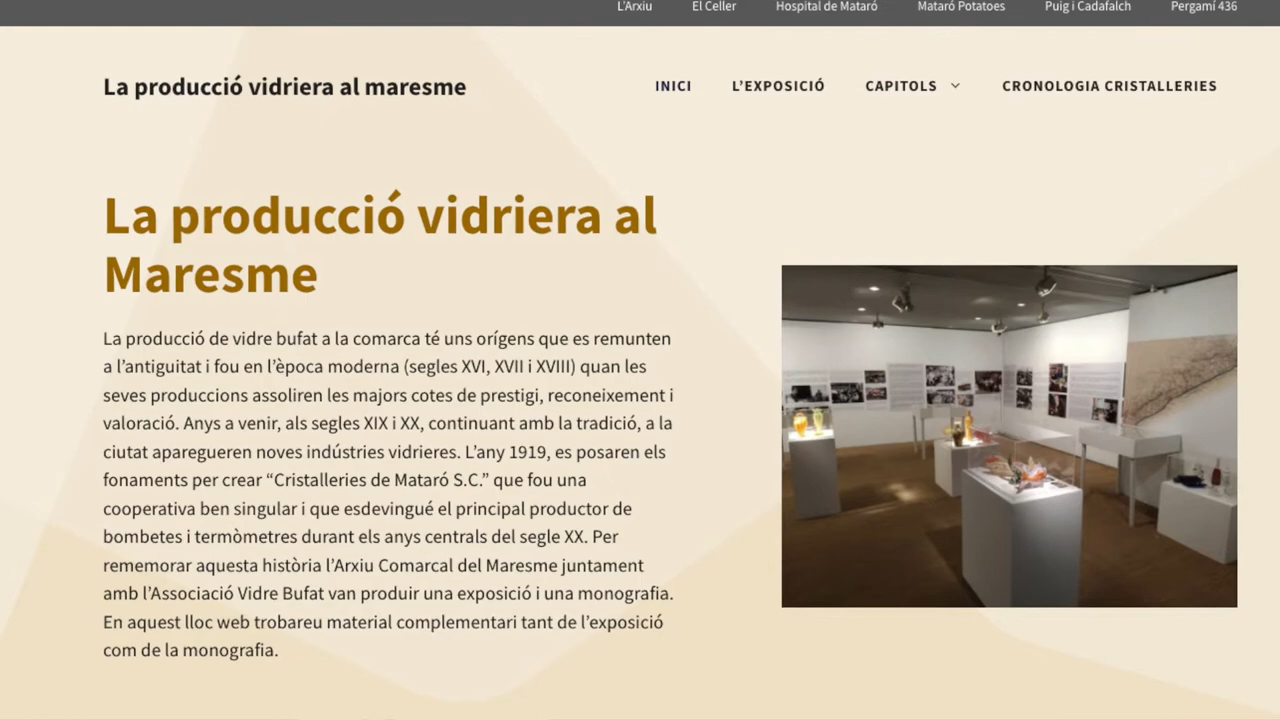 L'Arxiu El Celler Hospital de Mataró Mataró Potatoes Puig i Cadafalch Pergamí 436
La producció vidriera al maresme
INICI L'EXPOSICIÓ CAPITOLS CRONOLOGIA CRISTALLERIES
La producció vidriera al
Maresme
La producció de vidre bufat a la comarca té uns orígens que es remunten
a l’antiguitat i fou en l’època moderna (segles XVI, XVII i XVIII) quan les
seves produccions assoliren les majors cotes de prestigi, reconeixement i
valoració. Anys a venir, als segles XIX i XX, continuant amb la tradició, a la
ciutat aparegueren noves indústries vidrieres. L’any 1919, es posaren els
fonaments per crear “Cristalleries de Mataró S.C.” que fou una
cooperativa ben singular i que esdevingué el principal productor de
bombetes i termòmetres durant els anys centrals del segle XX. Per
rememorar aquesta història l’Arxiu Comarcal del Maresme juntament
amb l’Associació Vidre Bufat van produir una exposició i una monografia.
En aquest lloc web trobareu material complementari tant de l’exposició
com de la monografia.